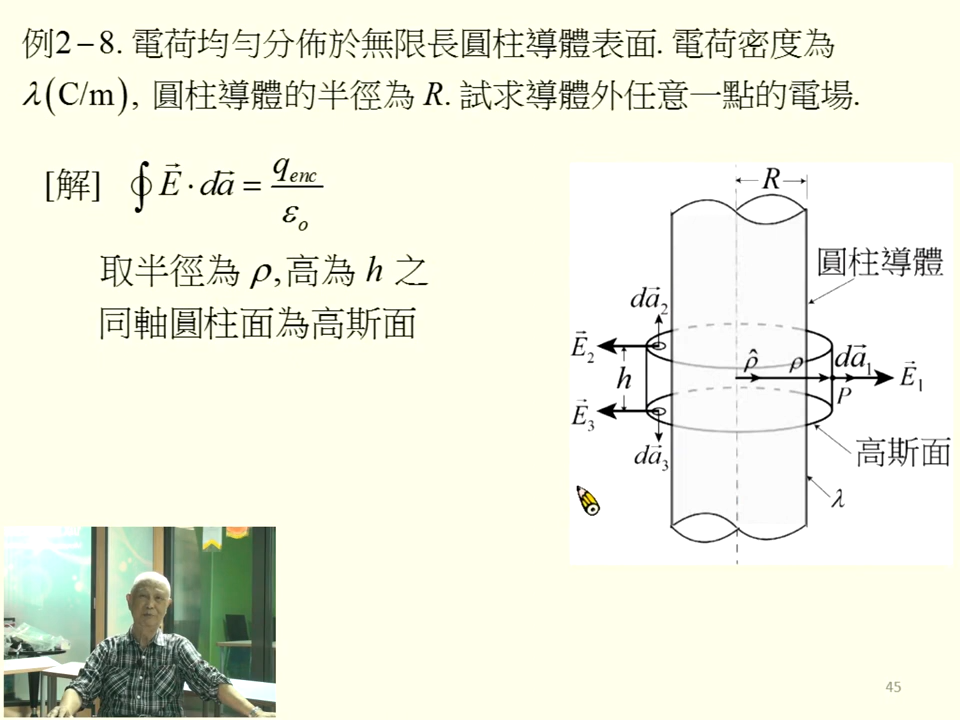 例2－8. 電荷均勻分佈於無限長圓柱導體表面. 電荷密度為
λ(C/m), 圓柱導體的半徑為 R. 試求導體外任意一點的電場.
[解] ∮E⃗·da⃗ = q_enc/ε_o
取半徑為 ρ, 高為 h 之
同軸圓柱面為高斯面
R
圓柱導體
da⃗₂
E⃗₂
h
ρ̂ ρ da⃗₁ E⃗₁
P
E⃗₃
da⃗₃
高斯面
λ
45